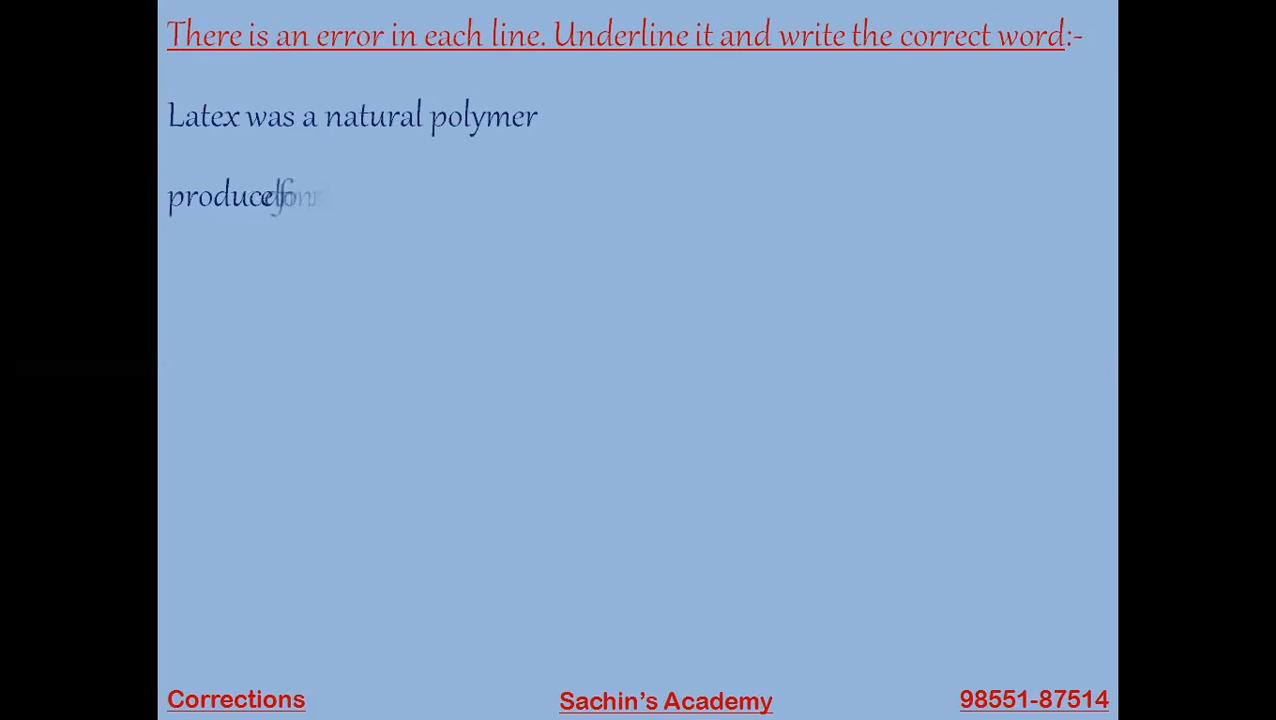 There is an error in each line. Underline it and write the correct word:-
Latex was a natural polymer
produced
Corrections
Sachin's Academy
98551-87514